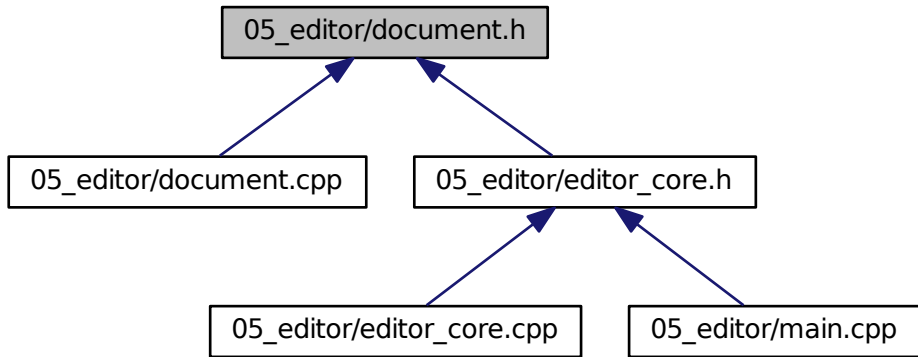 05_editor/document.h
05_editor/document.cpp
05_editor/editor_core.h
05_editor/editor_core.cpp
05_editor/main.cpp